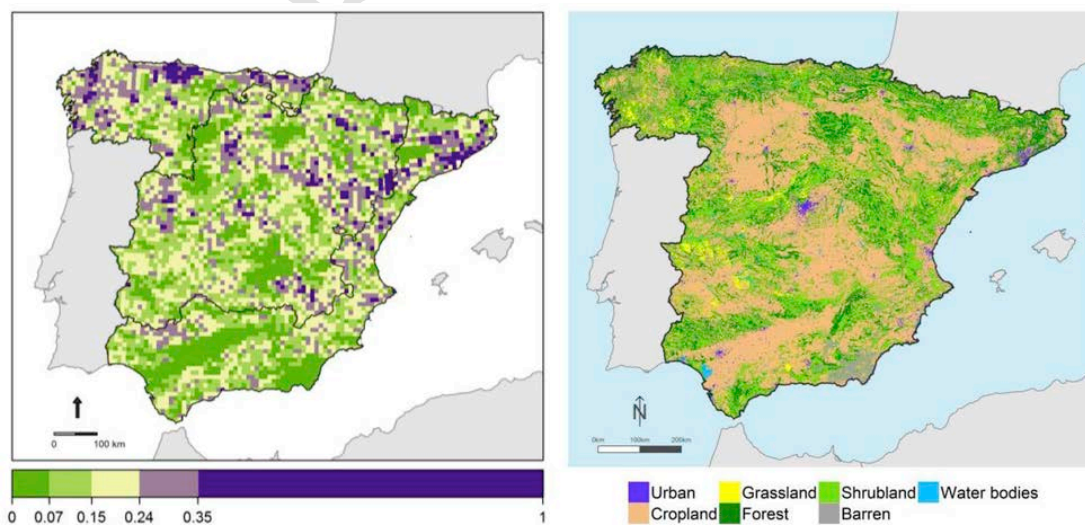 0 100 km
0 0.07 0.15 0.24 0.35 1
N
0km 100km 200km
Urban Grassland Shrubland Water bodies
Cropland Forest Barren